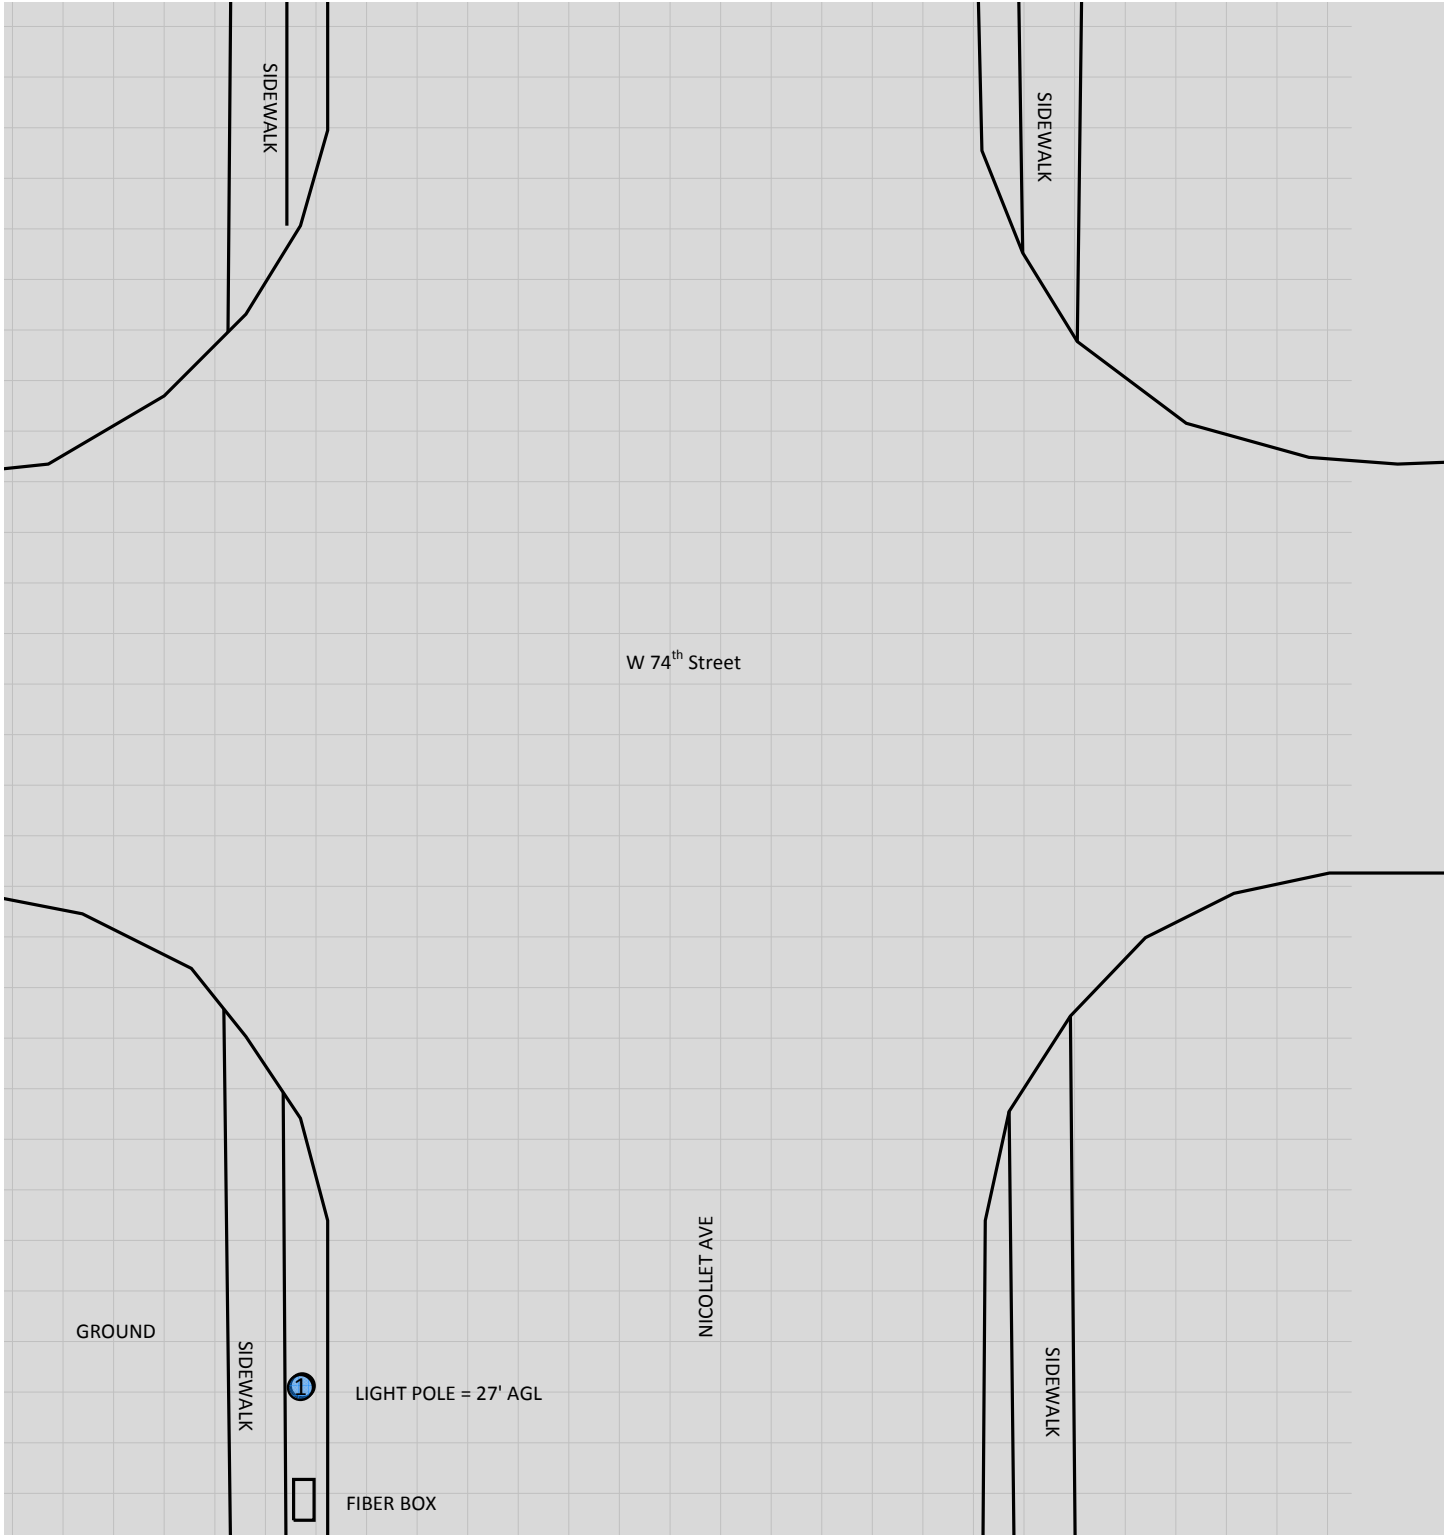 SIDEWALK
SIDEWALK
W 74th Street
NICOLLET AVE
GROUND
SIDEWALK
SIDEWALK
1
LIGHT POLE = 27' AGL
FIBER BOX